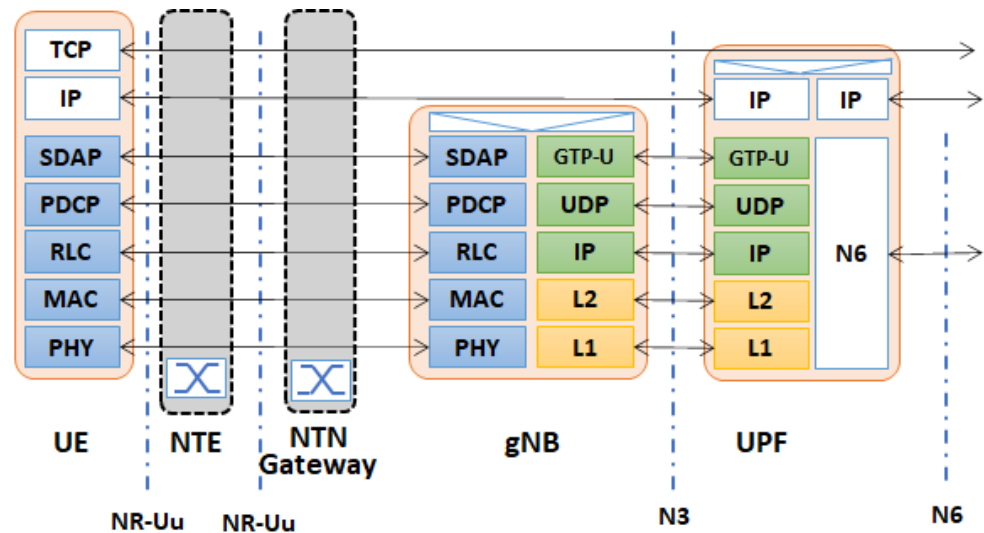 TCP
IP
IP
IP
SDAP
SDAP
GTP-U
GTP-U
PDCP
PDCP
UDP
UDP
RLC
RLC
IP
IP
N6
MAC
MAC
L2
L2
PHY
PHY
L1
L1
UE
NTE
NTN
Gateway
gNB
UPF
NR-Uu
NR-Uu
N3
N6